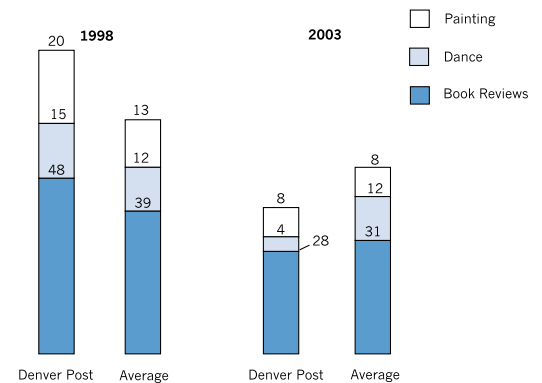 1998
2003
Painting
Dance
Book Reviews
20
15
48
13
12
39
8
4
28
8
12
31
Denver Post
Average
Denver Post
Average